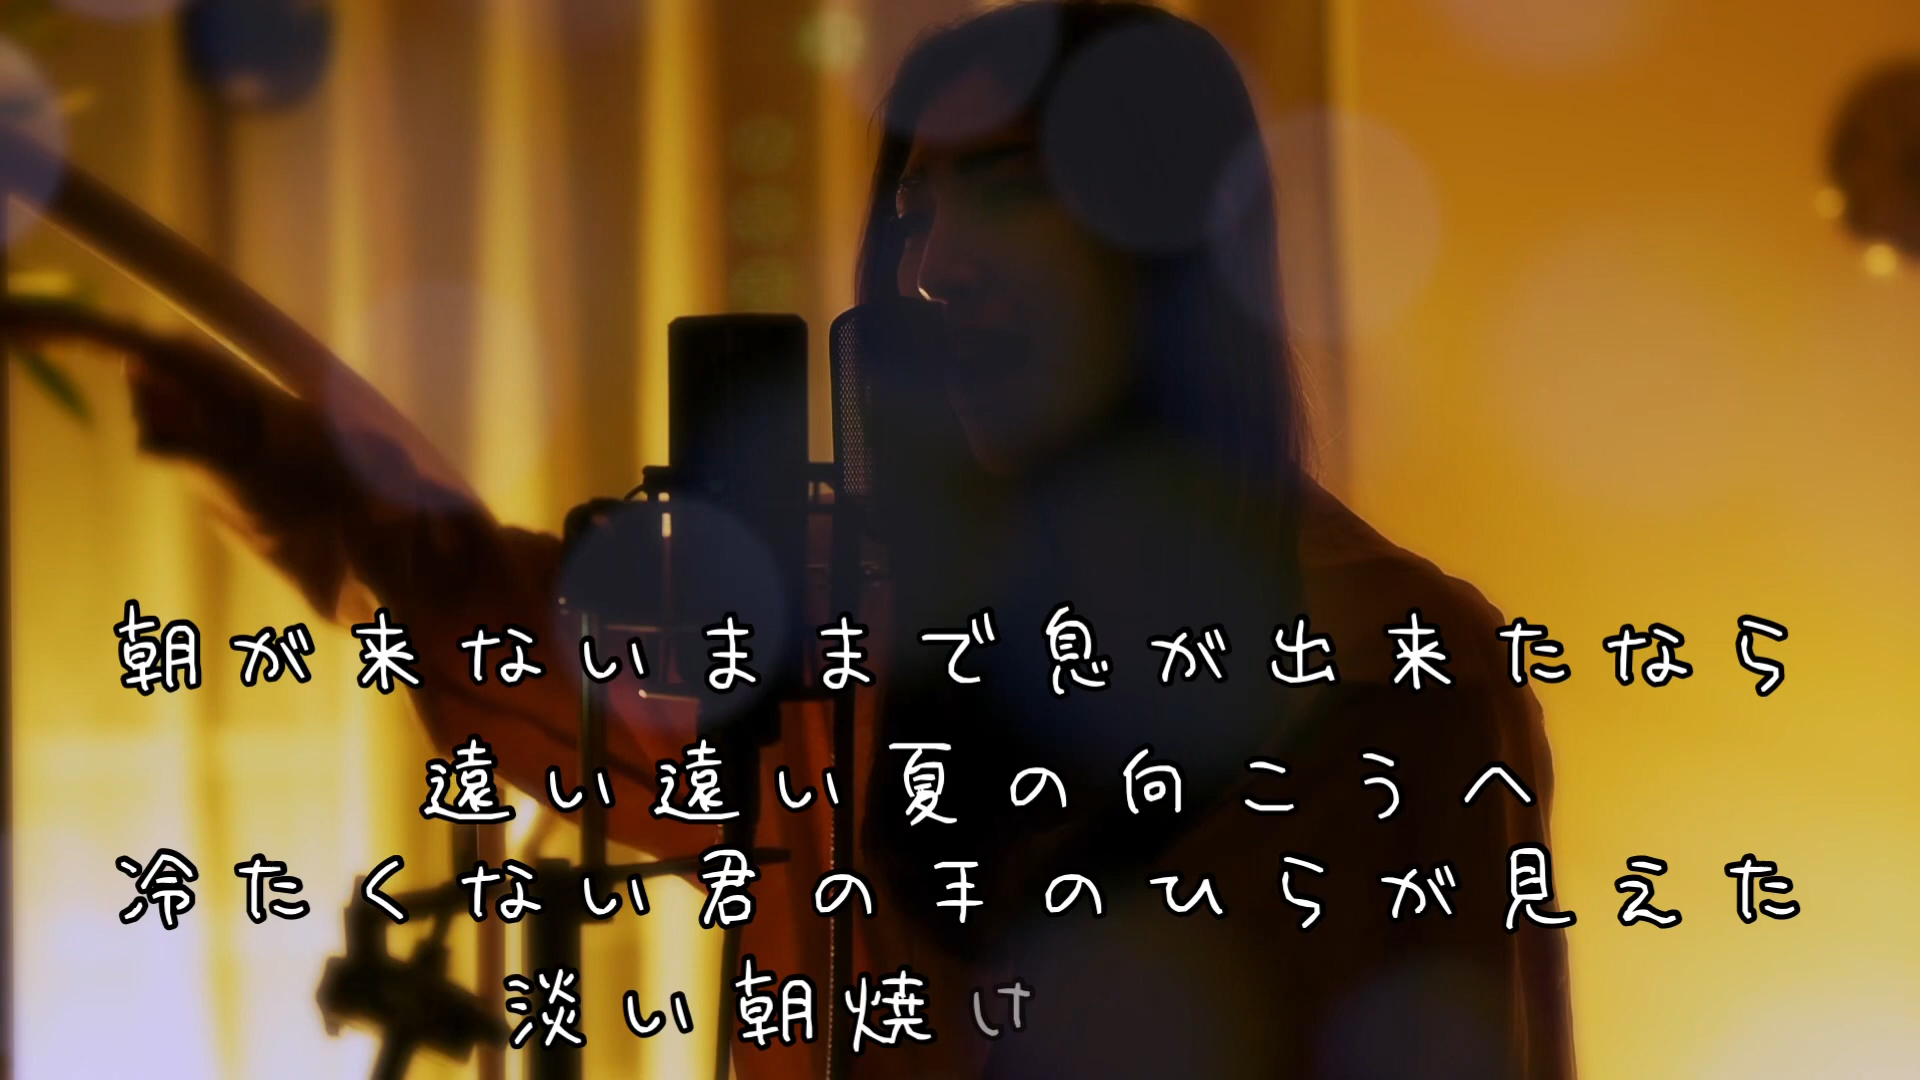 朝が来ないままで息が出来たなら
遠い遠い夏の向こうへ
冷たくない君の手のひらが見えた
淡い朝焼け